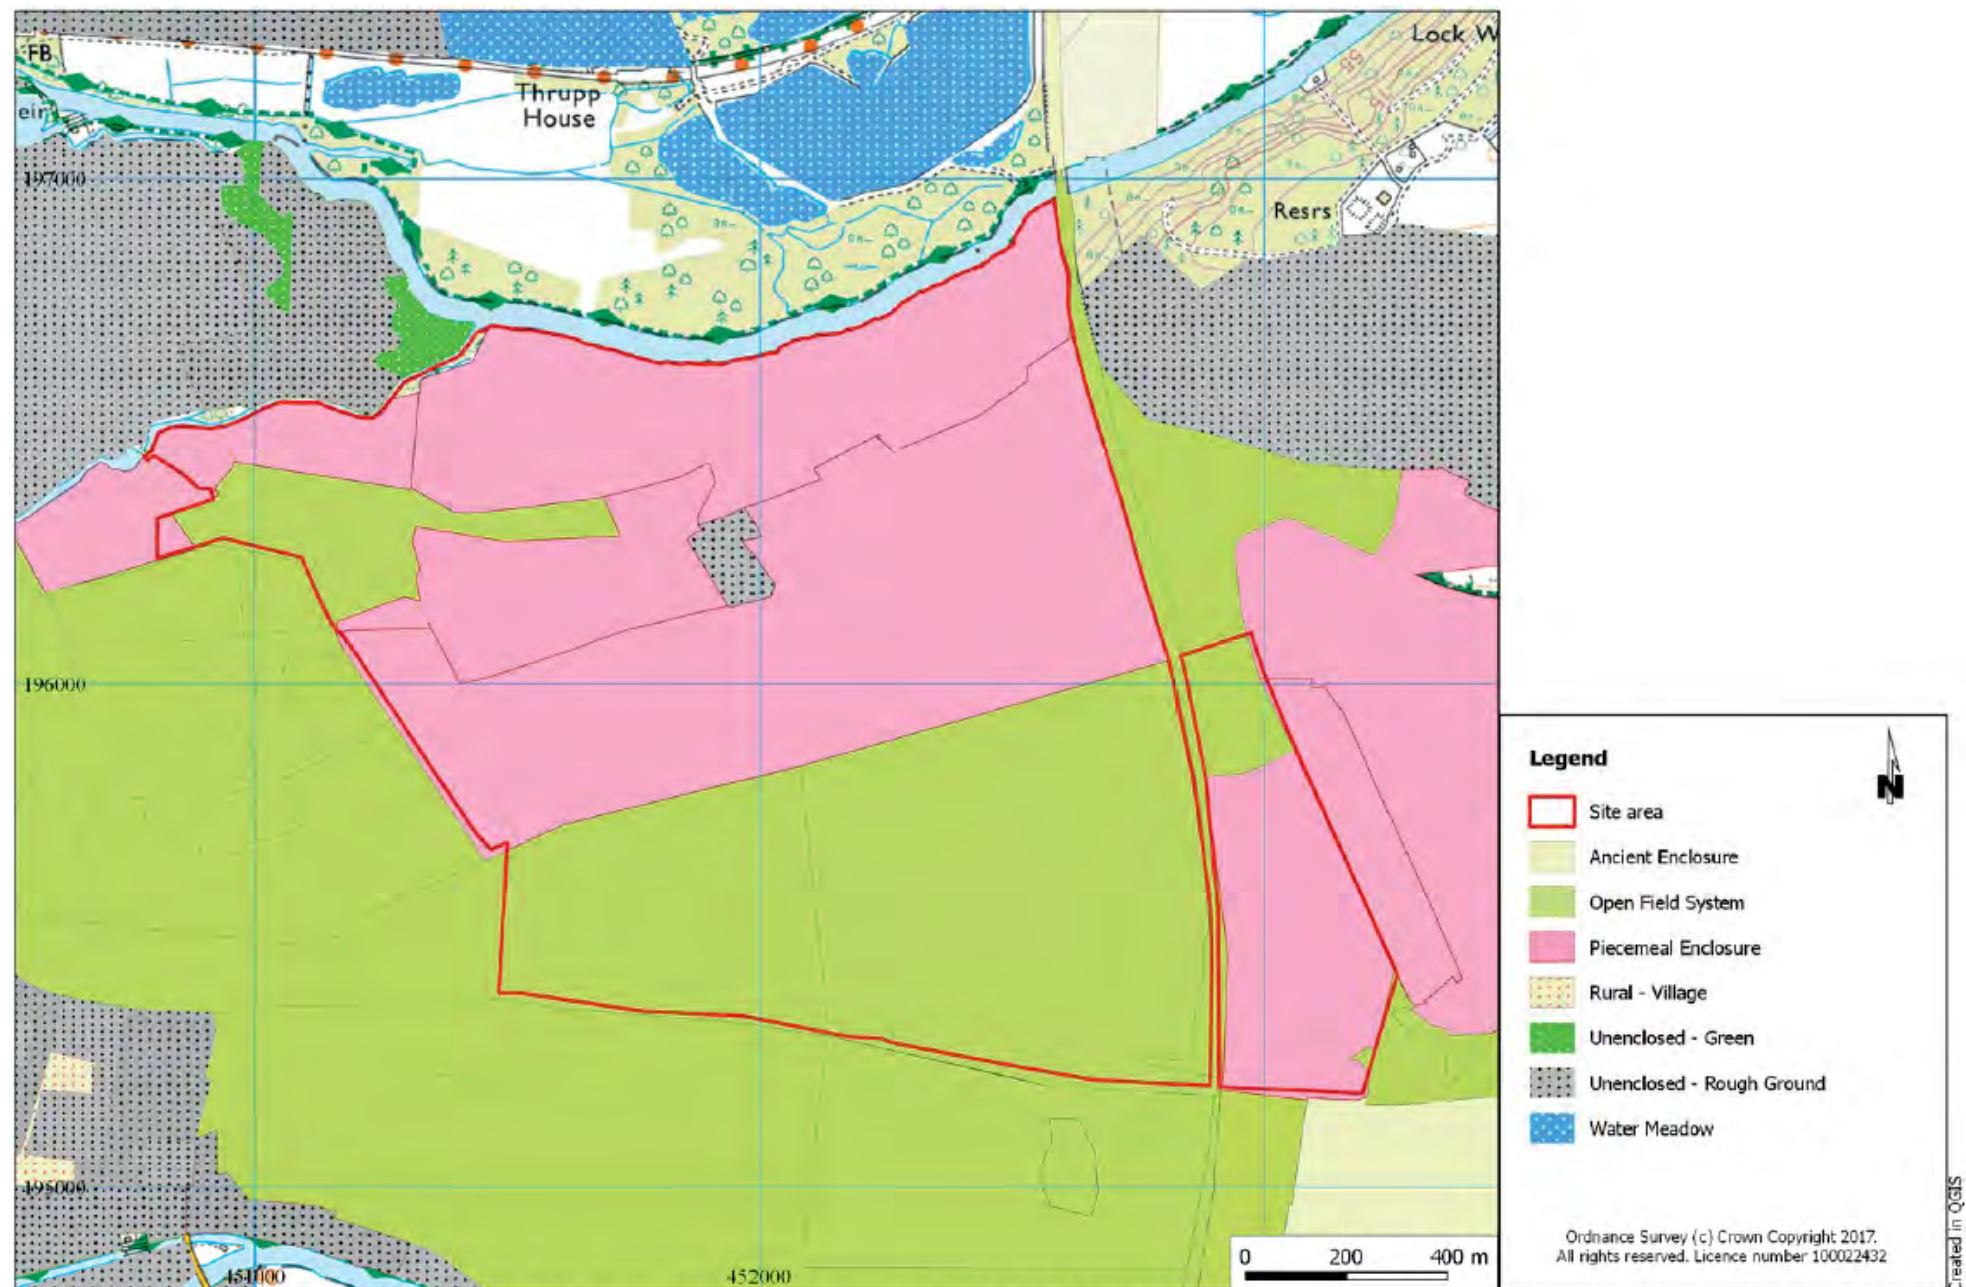 FB
Lock W
eir
Thrupp
House
197000
Resrs
55
196000
195000
451000
452000
0 200 400 m
Legend
N
Site area
Ancient Enclosure
Open Field System
Piecemeal Enclosure
Rural - Village
Unenclosed - Green
Unenclosed - Rough Ground
Water Meadow
Ordnance Survey (c) Crown Copyright 2017.
All rights reserved. Licence number 100022432
Created in QGIS